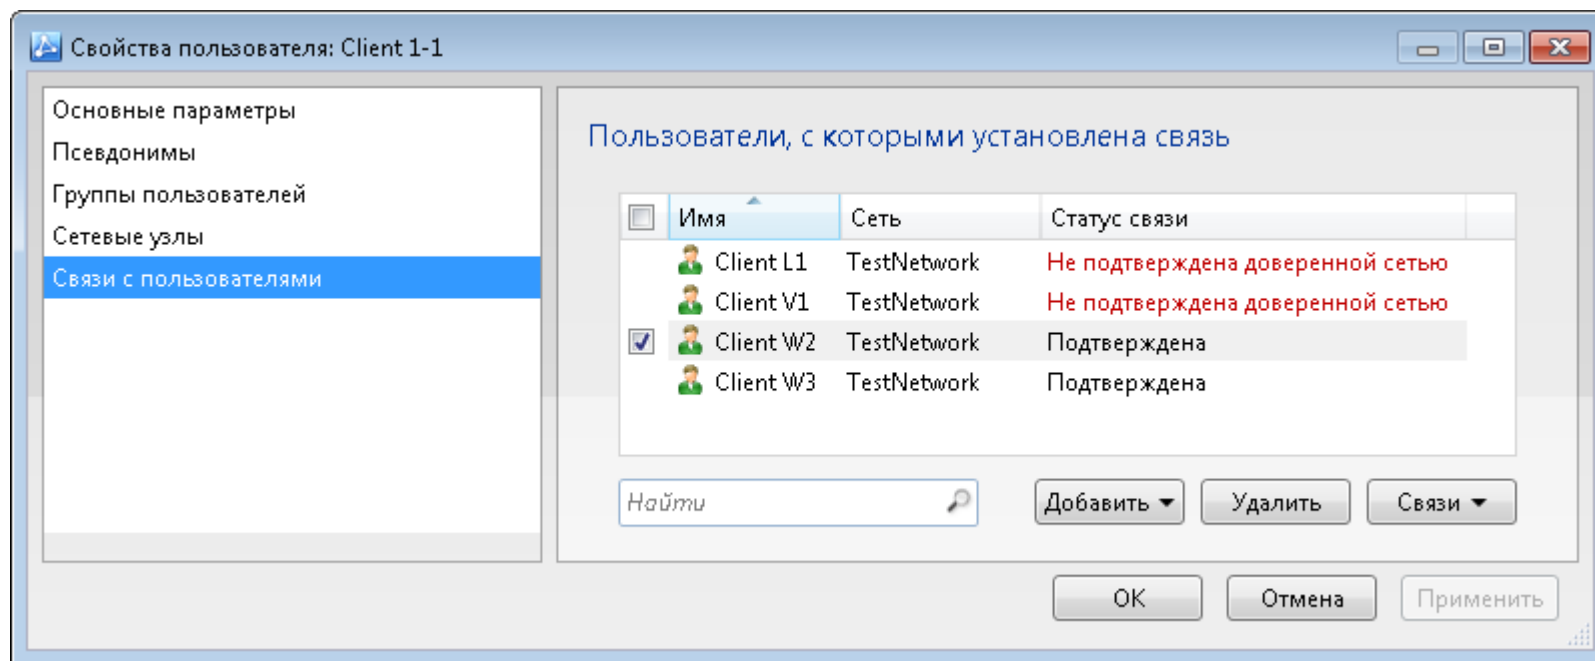 Свойства пользователя: Client 1-1
Основные параметры
Псевдонимы
Группы пользователей
Сетевые узлы
Связи с пользователями
Пользователи, с которыми установлена связь
Имя Сеть Статус связи
Client L1 TestNetwork Не подтверждена доверенной сетью
Client V1 TestNetwork Не подтверждена доверенной сетью
Client W2 TestNetwork Подтверждена
Client W3 TestNetwork Подтверждена
Найти Добавить Удалить Связи
OK Отмена Применить